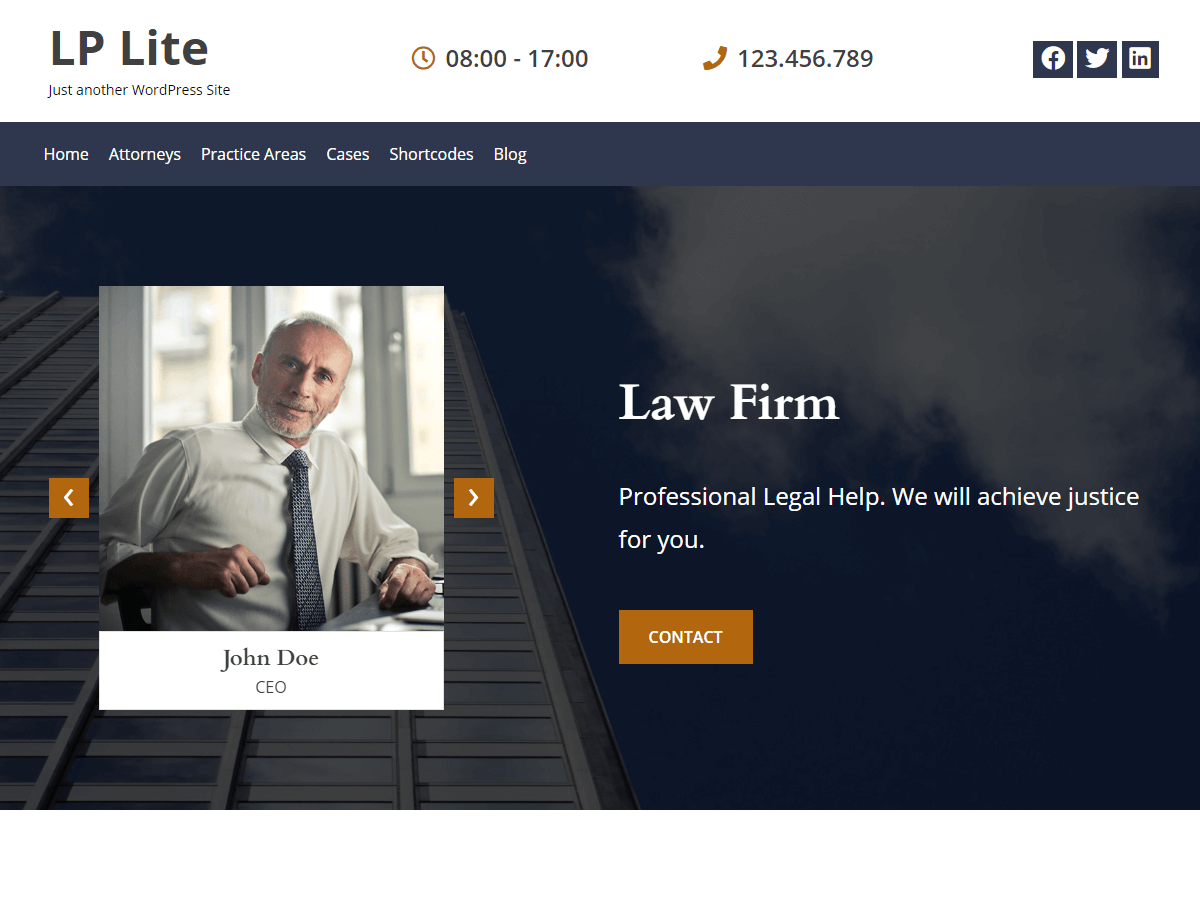 LP Lite
Just another WordPress Site
08:00 - 17:00
123.456.789
Home Attorneys Practice Areas Cases Shortcodes Blog
John Doe
CEO
Law Firm
Professional Legal Help. We will achieve justice
for you.
CONTACT